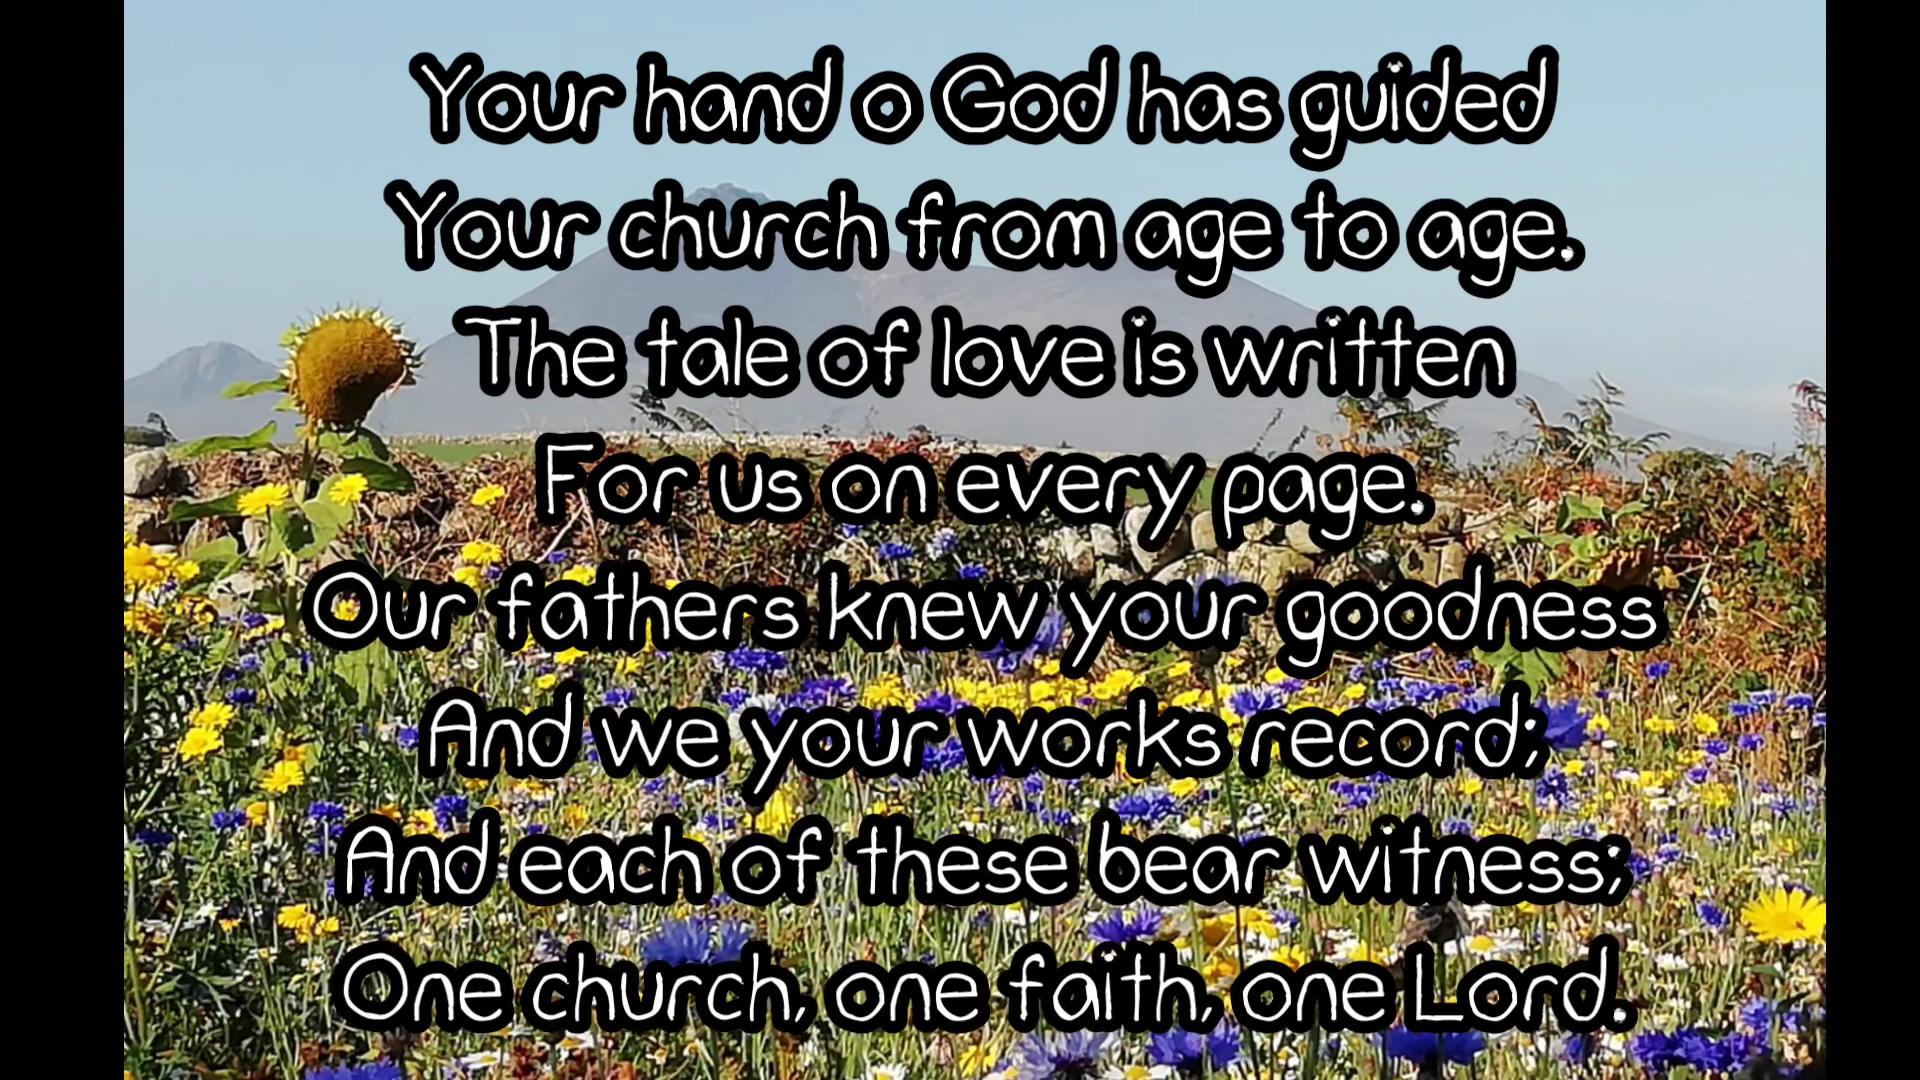 Your hand o God has guided
Your church from age to age.
The tale of love is written
For us on every page.
Our fathers knew your goodness
And we your works record;
And each of these bear witness;
One church, one faith, one Lord.